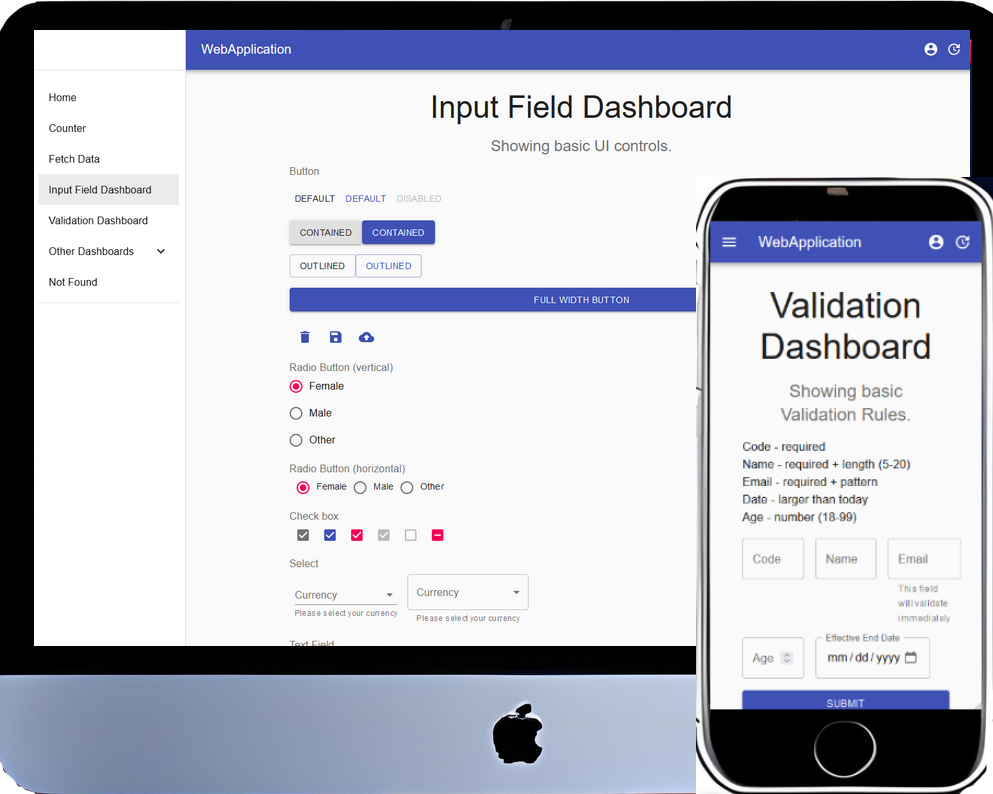 WebApplication
Home
Counter
Fetch Data
Input Field Dashboard
Validation Dashboard
Other Dashboards
Not Found
Input Field Dashboard
Showing basic UI controls.
Button
DEFAULT DEFAULT DISABLED
CONTAINED CONTAINED
OUTLINED OUTLINED
FULL WIDTH BUTTON
Radio Button (vertical)
Female
Male
Other
Radio Button (horizontal)
Female Male Other
Check box
Select
Currency Currency
Please select your currency Please select your currency
Text Field
WebApplication
Validation
Dashboard
Showing basic
Validation Rules.
Code - required
Name - required + length (5-20)
Email - required + pattern
Date - larger than today
Age - number (18-99)
Code Name Email
This field
will validate
immediately
Effective End Date
Age mm/dd/yyyy
SUBMIT